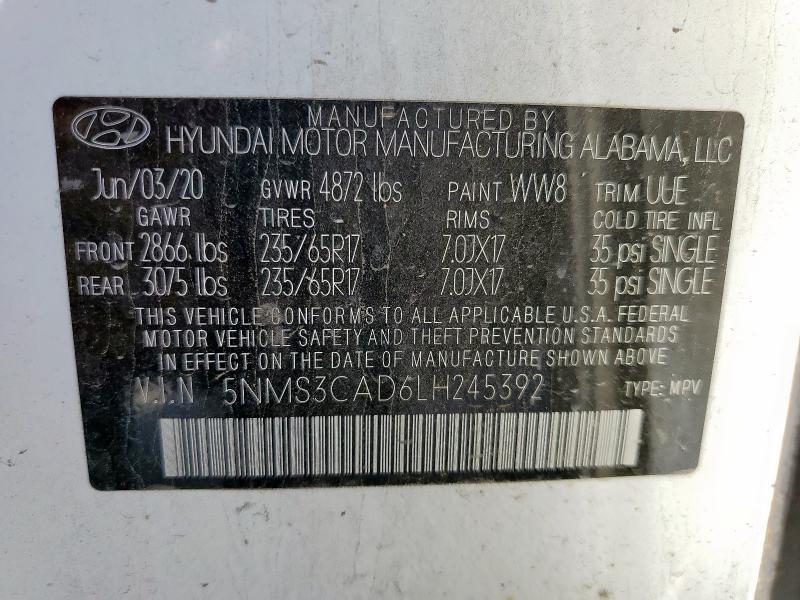 MANUFACTURED BY
HYUNDAI MOTOR MANUFACTURING ALABAMA, LLC
Jun/03/20 GVWR 4872 lbs PAINT WW8 TRIM UUE
GAWR TIRES RIMS COLD TIRE INFL
FRONT 2866 lbs 235/65R17 7.0JX17 35 psi SINGLE
REAR 3075 lbs 235/65R17 7.0JX17 35 psi SINGLE
THIS VEHICLE CONFORMS TO ALL APPLICABLE U.S.A. FEDERAL
MOTOR VEHICLE SAFETY AND THEFT PREVENTION STANDARDS
IN EFFECT ON THE DATE OF MANUFACTURE SHOWN ABOVE
V.I.N 5NMS3CAD6LH245392 TYPE: MPV